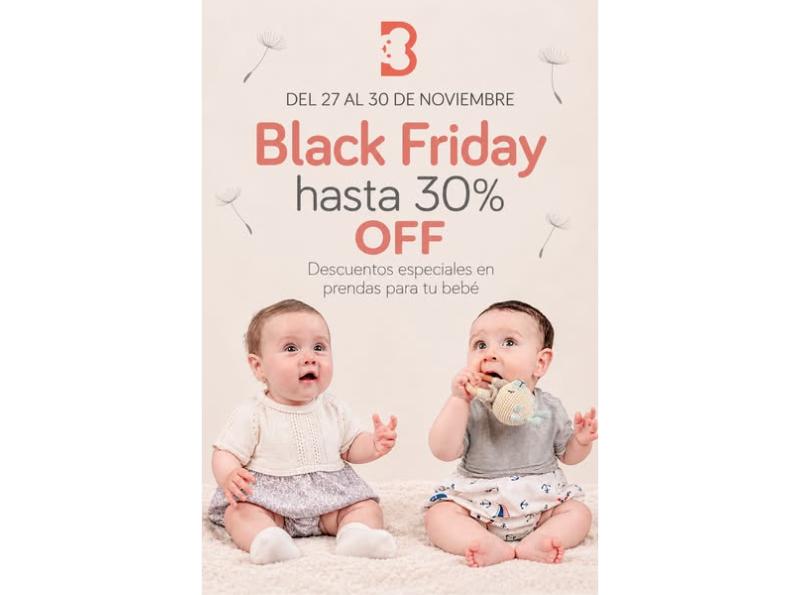 B
DEL 27 AL 30 DE NOVIEMBRE
Black Friday
hasta 30%
OFF
Descuentos especiales en
prendas para tu bebé